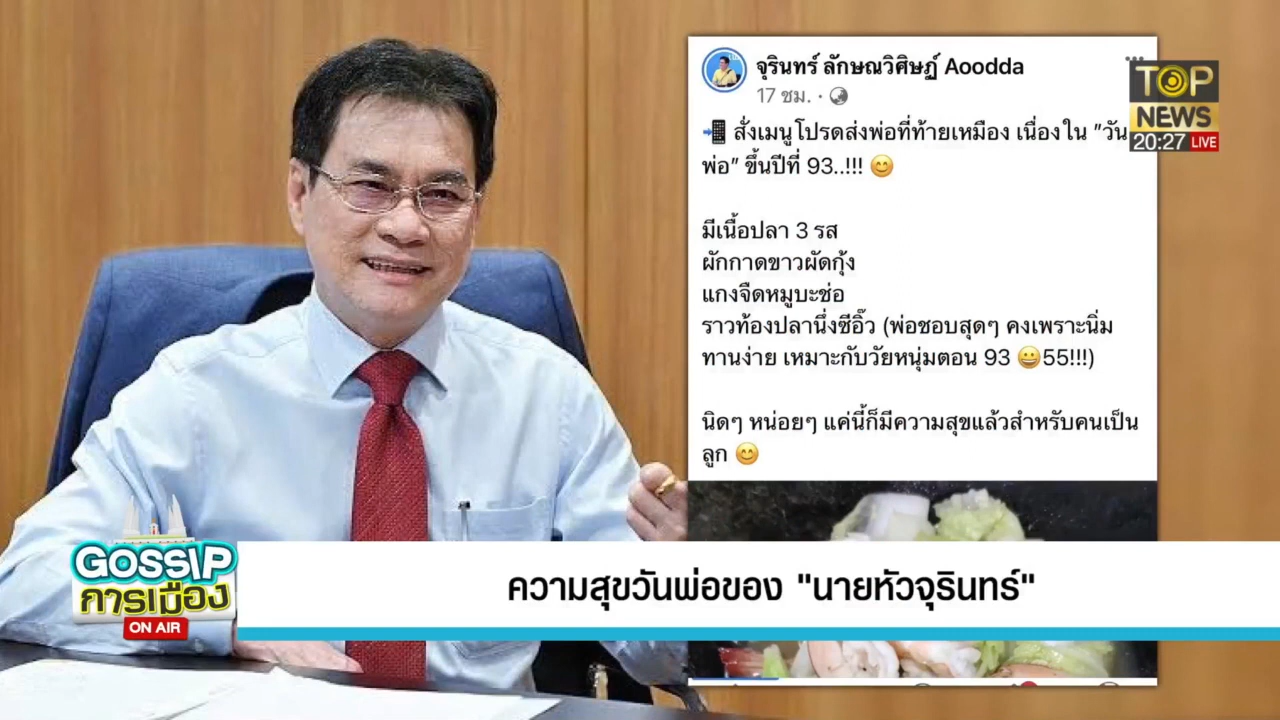 จุรินทร์ ลักษณวิศิษฏ์ Aoodda
17 ชม.
TOP
NEWS
20:27 LIVE
📲 สั่งเมนูโปรดส่งพ่อที่ท้ายเหมือง เนื่องใน "วัน
พ่อ" ขึ้นปีที่ 93..!!! 😊
มีเนื้อปลา 3 รส
ผักกาดขาวผัดกุ้ง
แกงจืดหมูบะช่อ
ราวท้องปลานึ่งซีอิ๊ว (พ่อชอบสุดๆ คงเพราะนิ่ม
ทานง่าย เหมาะกับวัยหนุ่มตอน 93 😀55!!!)
นิดๆ หน่อยๆ แค่นี้ก็มีความสุขแล้วสำหรับคนเป็น
ลูก 😊
GOSSIP
การเมือง
ON AIR
ความสุขวันพ่อของ "นายหัวจุรินทร์"